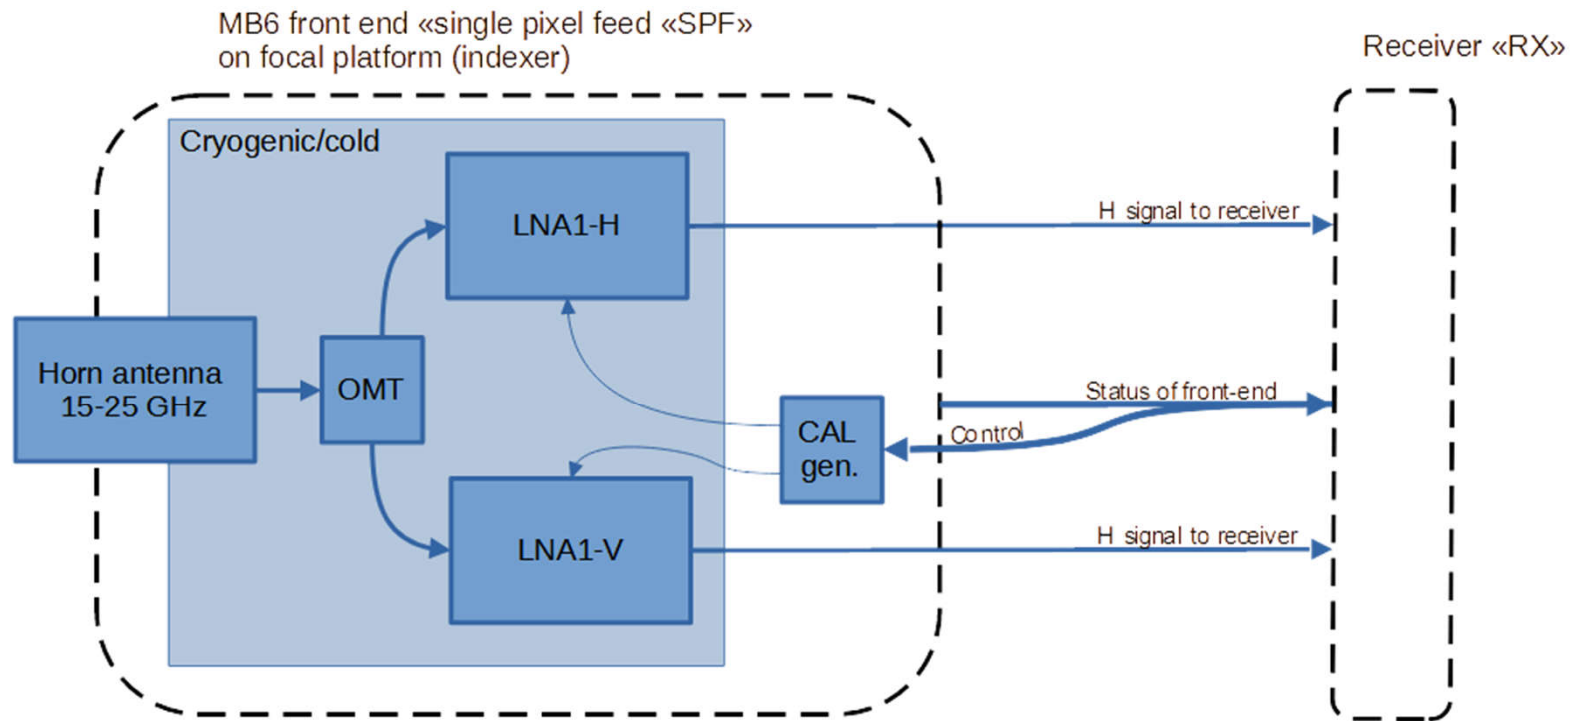 MB6 front end «single pixel feed «SPF»
on focal platform (indexer)
Receiver «RX»
Cryogenic/cold
LNA1-H
H signal to receiver
Horn antenna
15-25 GHz
OMT
Status of front-end
Control
CAL
gen.
LNA1-V
H signal to receiver